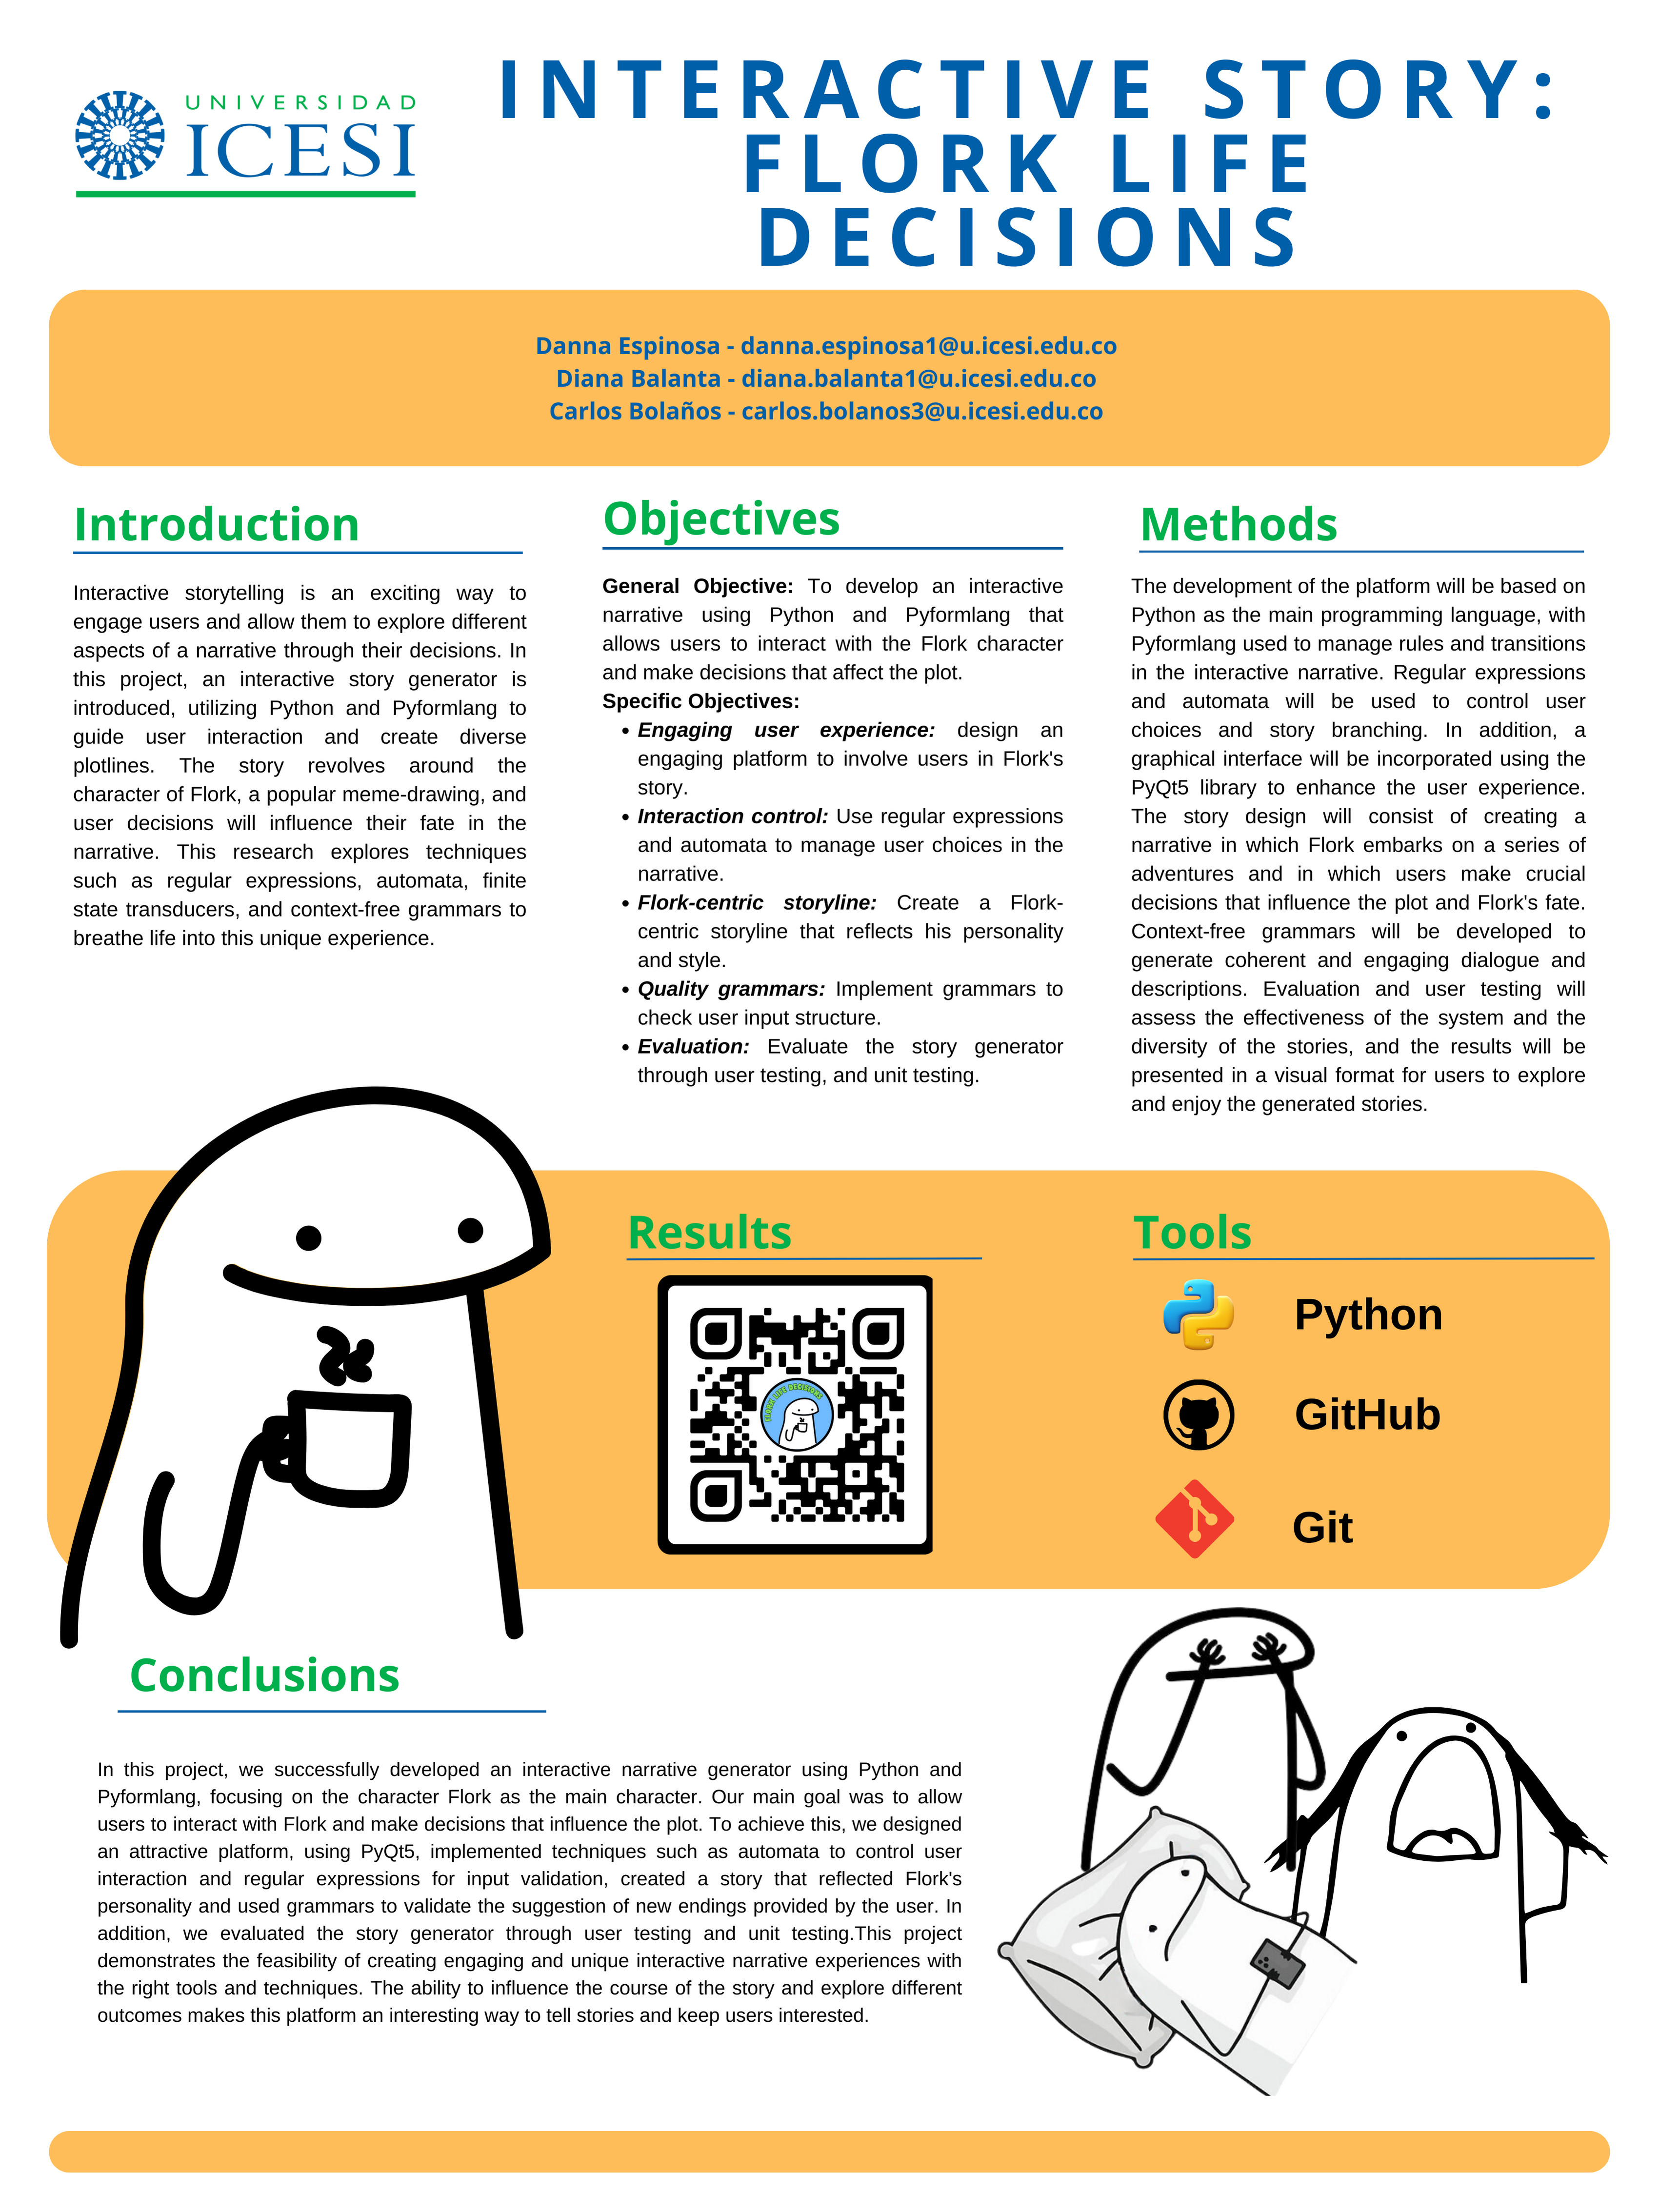 UNIVERSIDAD
ICESI
INTERACTIVE STORY:
FLORK LIFE
DECISIONS
Danna Espinosa - danna.espinosa1@u.icesi.edu.co
Diana Balanta - diana.balanta1@u.icesi.edu.co
Carlos Bolaños - carlos.bolanos3@u.icesi.edu.co
Introduction
Interactive storytelling is an exciting way to
engage users and allow them to explore different
aspects of a narrative through their decisions. In
this project, an interactive story generator is
introduced, utilizing Python and Pyformlang to
guide user interaction and create diverse
plotlines. The story revolves around the
character of Flork, a popular meme-drawing, and
user decisions will influence their fate in the
narrative. This research explores techniques
such as regular expressions, automata, finite
state transducers, and context-free grammars to
breathe life into this unique experience.
Objectives
General Objective: To develop an interactive
narrative using Python and Pyformlang that
allows users to interact with the Flork character
and make decisions that affect the plot.
Specific Objectives:
• Engaging user experience: design an
engaging platform to involve users in Flork's
story.
• Interaction control: Use regular expressions
and automata to manage user choices in the
narrative.
• Flork-centric storyline: Create a Flork-
centric storyline that reflects his personality
and style.
• Quality grammars: Implement grammars to
check user input structure.
• Evaluation: Evaluate the story generator
through user testing, and unit testing.
Methods
The development of the platform will be based on
Python as the main programming language, with
Pyformlang used to manage rules and transitions
in the interactive narrative. Regular expressions
and automata will be used to control user
choices and story branching. In addition, a
graphical interface will be incorporated using the
PyQt5 library to enhance the user experience.
The story design will consist of creating a
narrative in which Flork embarks on a series of
adventures and in which users make crucial
decisions that influence the plot and Flork's fate.
Context-free grammars will be developed to
generate coherent and engaging dialogue and
descriptions. Evaluation and user testing will
assess the effectiveness of the system and the
diversity of the stories, and the results will be
presented in a visual format for users to explore
and enjoy the generated stories.
Results
FLORK LIFE DECISIONS
Tools
Python
GitHub
Git
Conclusions
In this project, we successfully developed an interactive narrative generator using Python and
Pyformlang, focusing on the character Flork as the main character. Our main goal was to allow
users to interact with Flork and make decisions that influence the plot. To achieve this, we designed
an attractive platform, using PyQt5, implemented techniques such as automata to control user
interaction and regular expressions for input validation, created a story that reflected Flork's
personality and used grammars to validate the suggestion of new endings provided by the user. In
addition, we evaluated the story generator through user testing and unit testing.This project
demonstrates the feasibility of creating engaging and unique interactive narrative experiences with
the right tools and techniques. The ability to influence the course of the story and explore different
outcomes makes this platform an interesting way to tell stories and keep users interested.